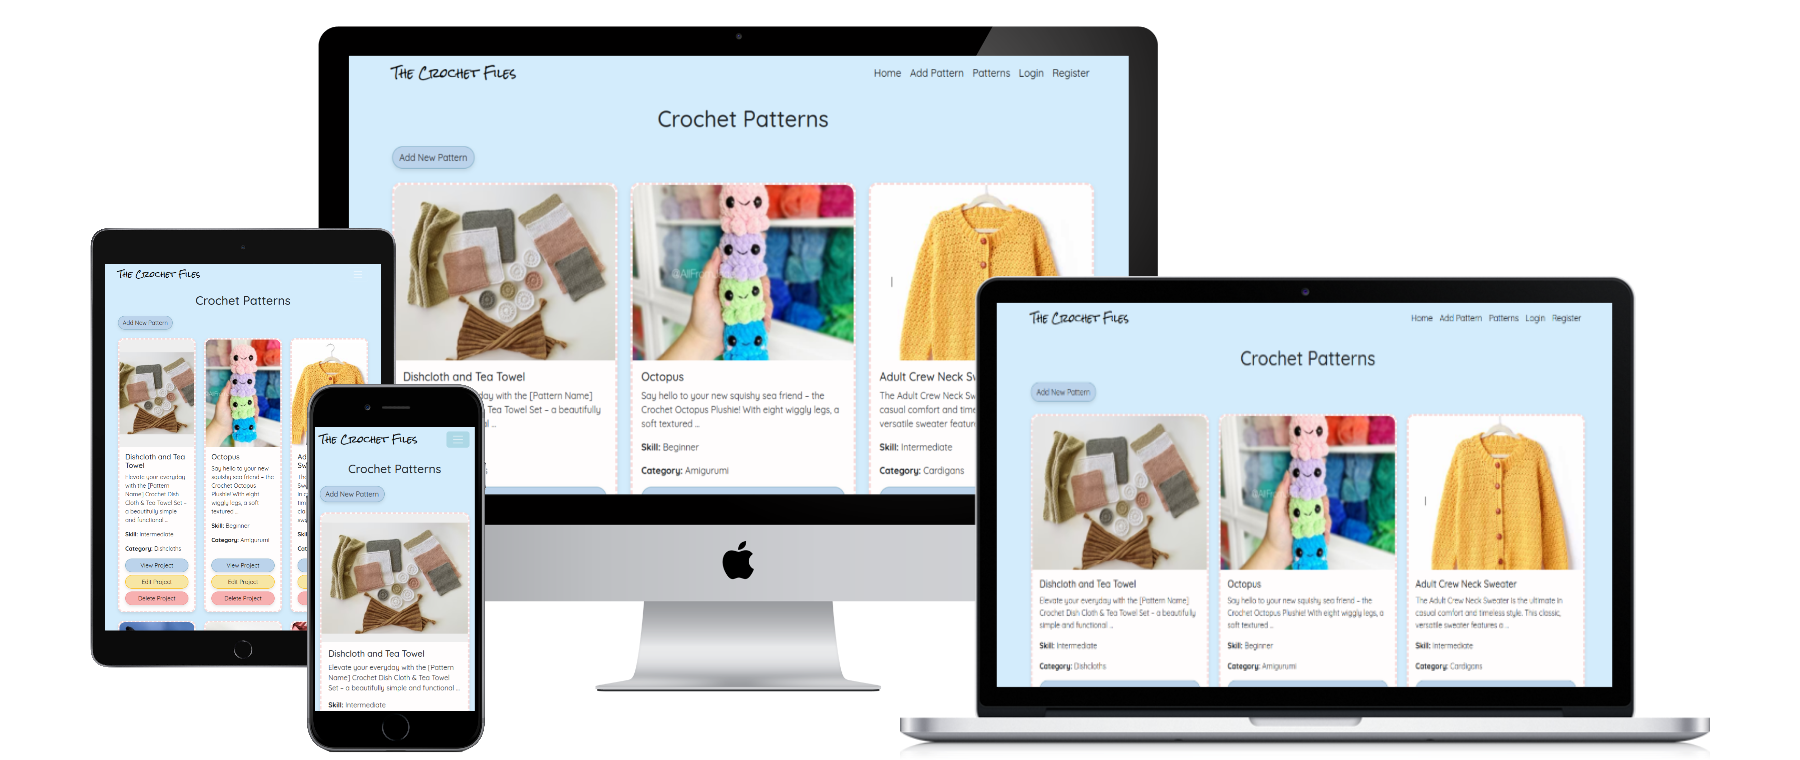 The Crochet Files
Home Add Pattern Patterns Login Register
Crochet Patterns
Add New Pattern
@AllFrom
Dishcloth and Tea Towel
yday with the [Pattern Name]
Tea Towel Set – a beautifully
al ...
Octopus
Say hello to your new squishy sea friend – the
Crochet Octopus Plushie! With eight wiggly legs, a
soft textured ...
Skill: Beginner
Category: Amigurumi
Adult Crew Neck S
The Adult Crew Neck Sw
casual comfort and time
versatile sweater featur
Skill: Intermediate
Category: Cardigans
The Crochet Files
Crochet Patterns
Add New Pattern
Dishcloth and Tea
Towel
Elevate your everyday
with the [Pattern
Name] Crochet Dish
Cloth & Tea Towel Set –
a beautifully simple
and functional ...
Skill: Intermediate
Category: Dishcloths
View Project
Edit Project
Delete Project
Octopus
Say hello to your new
squishy sea friend – the
Crochet Octopus
Plushie! With eight
wiggly legs, a soft
textured ...
Skill: Beginner
Category: Amigurumi
View Project
Edit Project
Delete Project
The Crochet Files
Crochet Patterns
Add New Pattern
Dishcloth and Tea Towel
Elevate your everyday with the [Pattern
Name] Crochet Dish Cloth & Tea Towel
Set – a beautifully simple and functional ...
Skill: Intermediate
The Crochet Files
Home Add Pattern Patterns Login Register
Crochet Patterns
Add New Pattern
Dishcloth and Tea Towel
Elevate your everyday with the [Pattern Name]
Crochet Dish Cloth & Tea Towel Set – a beautifully
simple and functional ...
Skill: Intermediate
Category: Dishcloths
Octopus
Say hello to your new squishy sea friend – the
Crochet Octopus Plushie! With eight wiggly legs, a
soft textured ...
Skill: Beginner
Category: Amigurumi
Adult Crew Neck Sweater
The Adult Crew Neck Sweater is the ultimate in
casual comfort and timeless style. This classic,
versatile sweater features a ...
Skill: Intermediate
Category: Cardigans